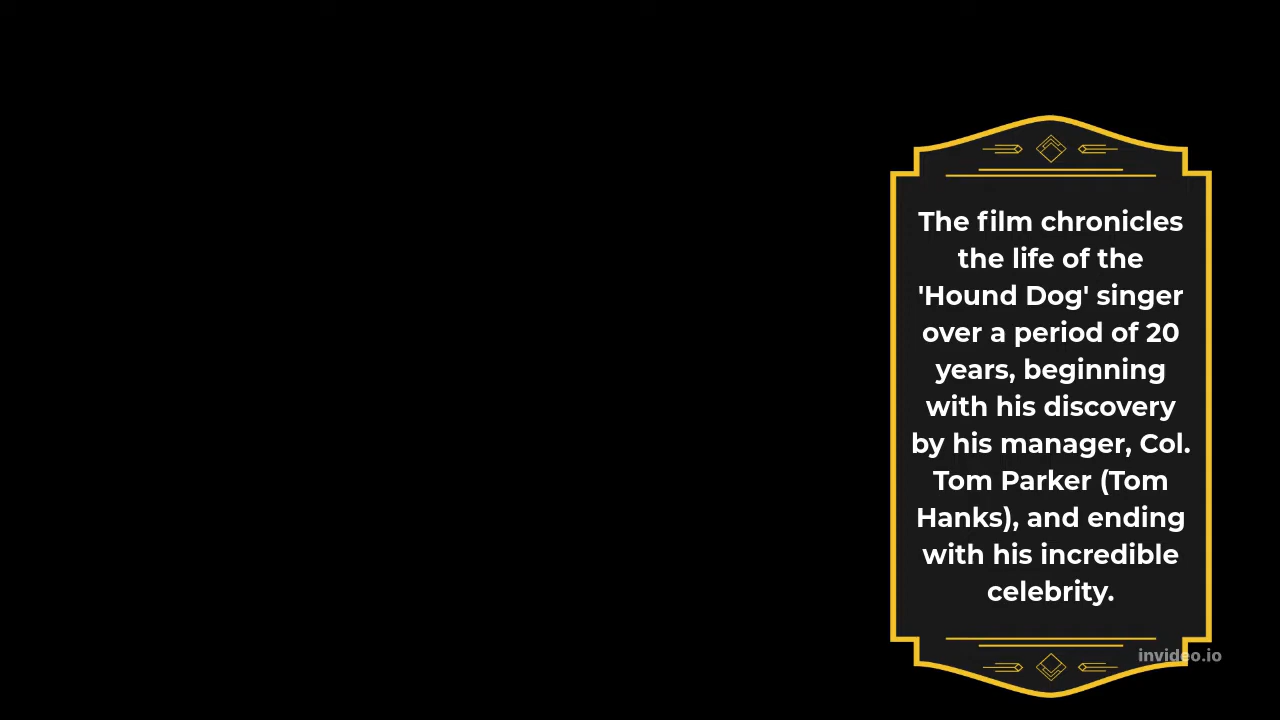 The film chronicles
the life of the
'Hound Dog' singer
over a period of 20
years, beginning
with his discovery
by his manager, Col.
Tom Parker (Tom
Hanks), and ending
with his incredible
celebrity.
invideo.io